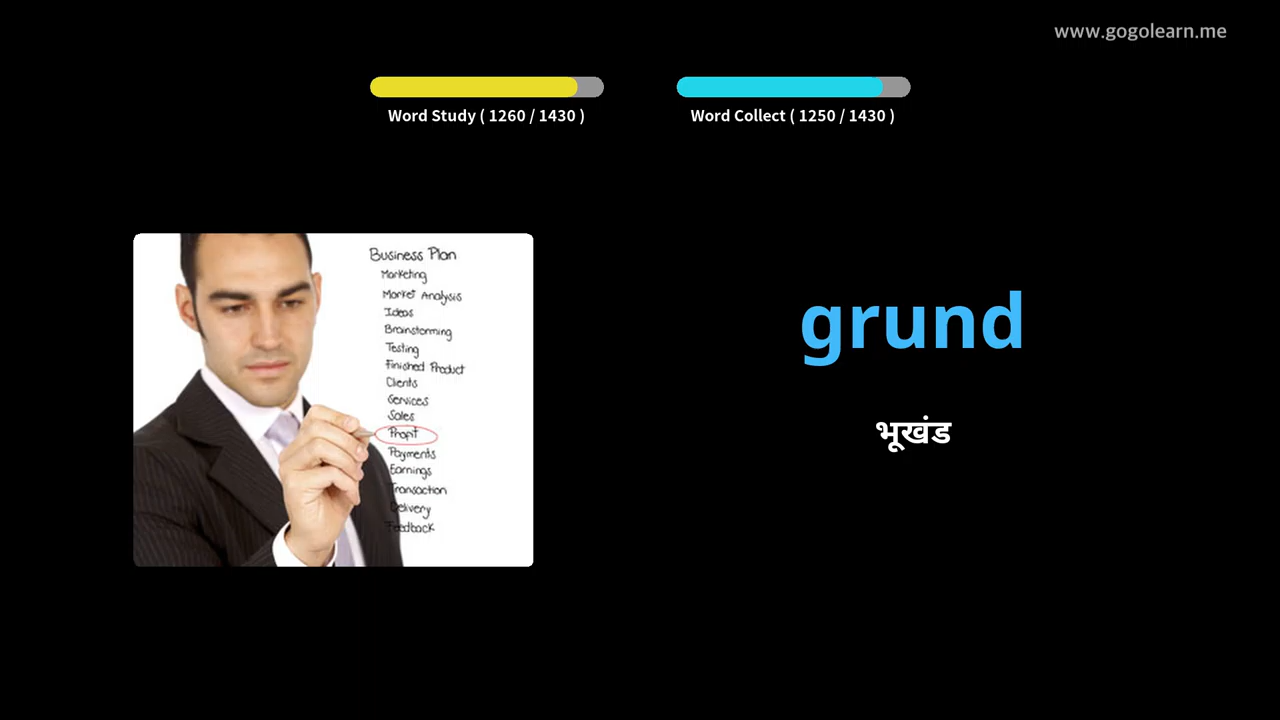 www.gogolearn.me
Word Study ( 1260 / 1430 )
Word Collect ( 1250 / 1430 )
Business Plan
Marketing
Market Analysis
Ideas
Brainstorming
Testing
Finished Product
Clients
Services
Sales
Profit
Payments
Earnings
Transaction
Delivery
Feedback
grund
भूखंड